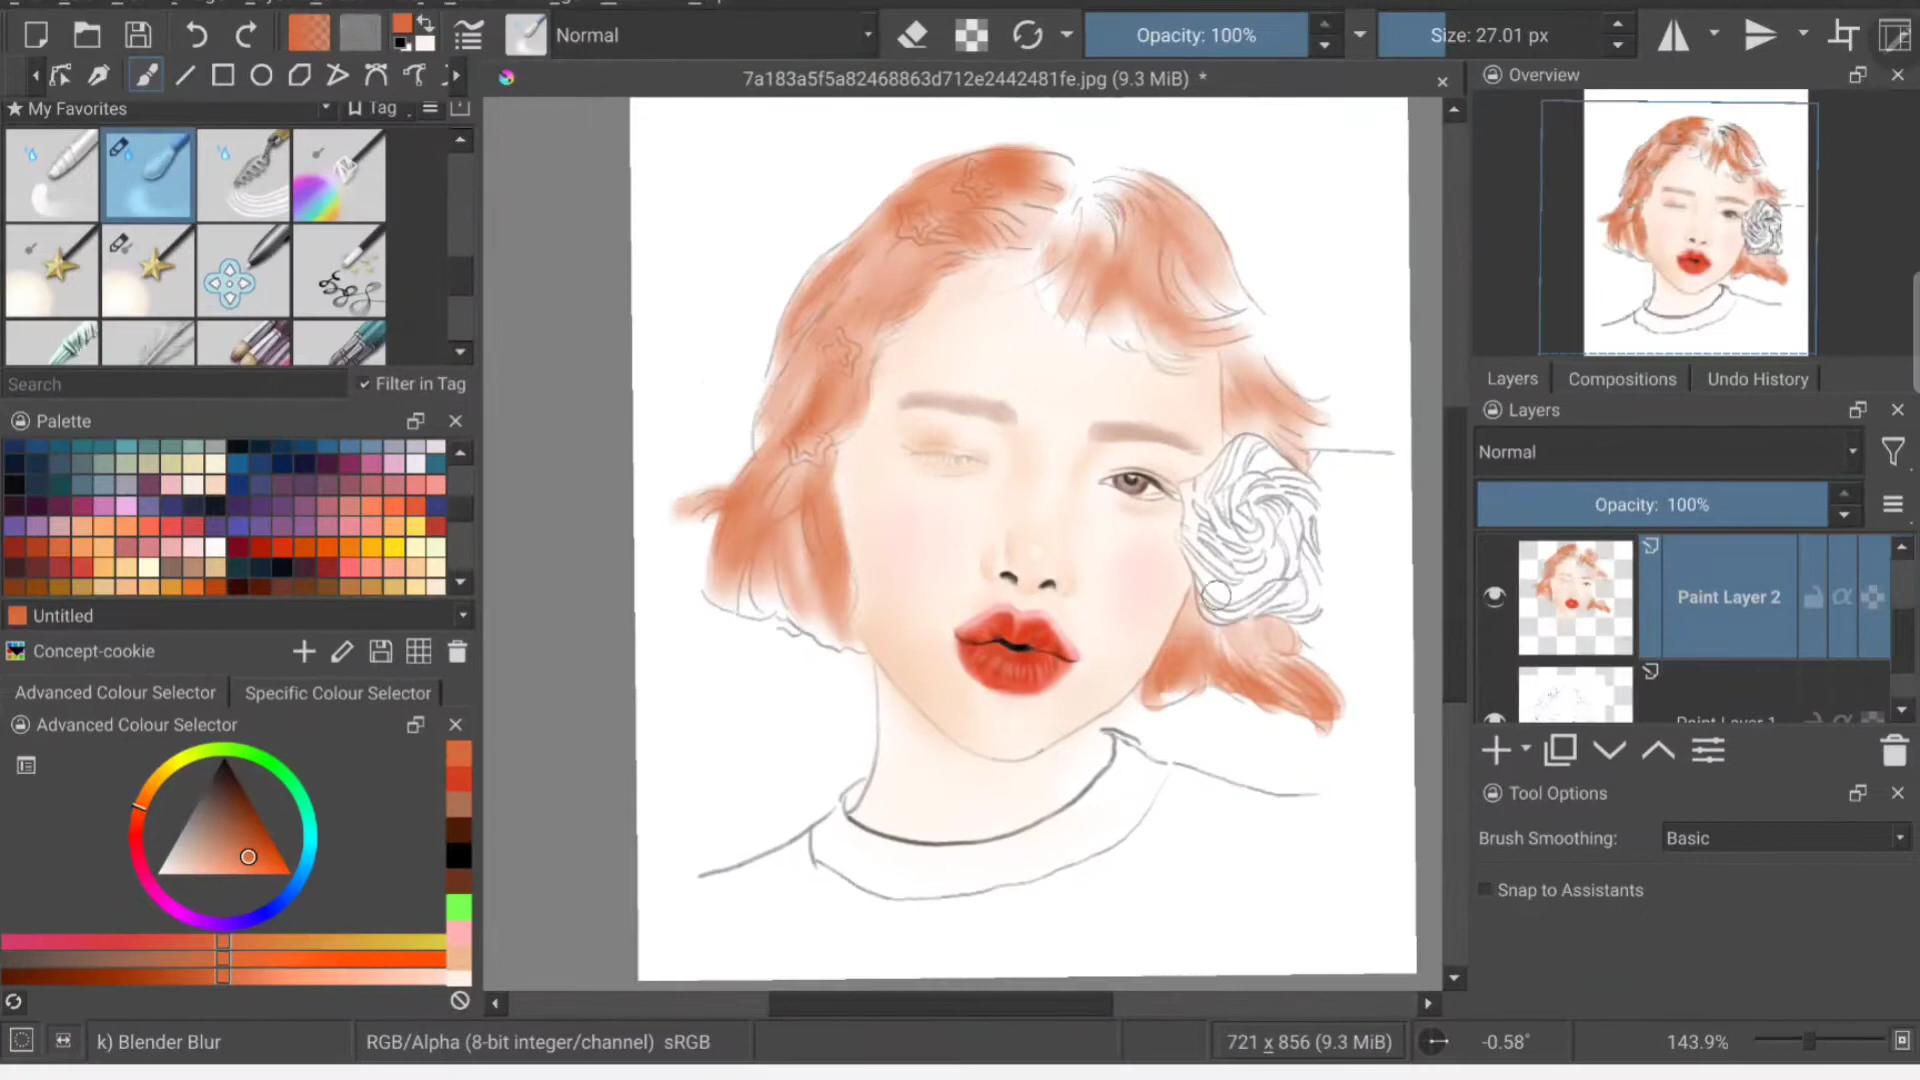 Normal
Opacity: 100%
Size: 27.01 px
7a183a5f5a82468863d712e2442481fe.jpg (9.3 MiB) *
Overview
My Favorites
Tag
Search
Filter in Tag
Palette
Untitled
Concept-cookie
Advanced Colour Selector
Specific Colour Selector
Advanced Colour Selector
Layers
Compositions
Undo History
Layers
Normal
Opacity: 100%
Paint Layer 2
Paint Layer 1
Tool Options
Brush Smoothing:
Basic
Snap to Assistants
k) Blender Blur
RGB/Alpha (8-bit integer/channel) sRGB
721 x 856 (9.3 MiB)
-0.58°
143.9%